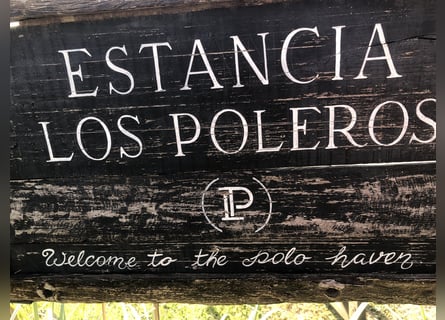 ESTANCIA
LOS POLEROS
LP
Welcome to the polo haven